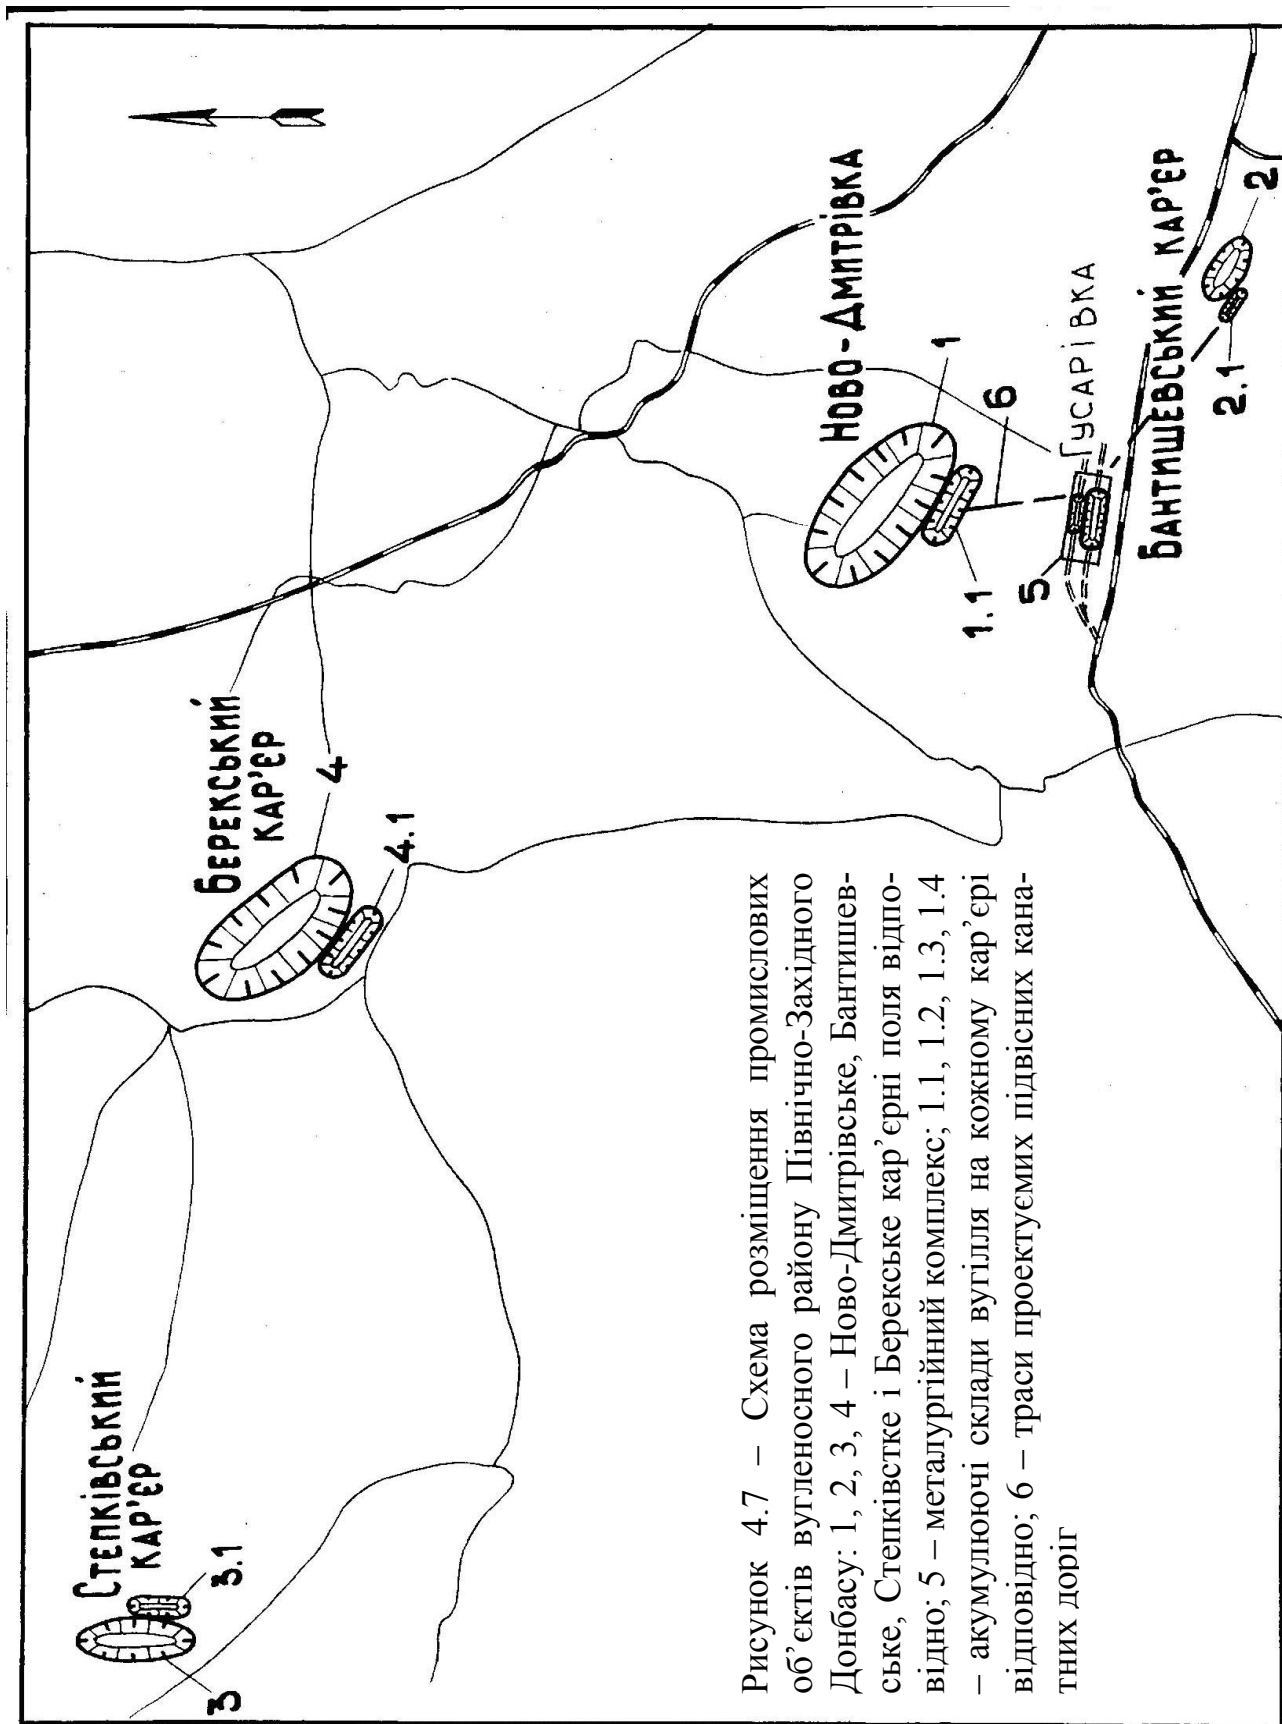 СТЕПКІВСЬКИЙ
КАР'ЄР
3
3.1
БЕРЕКСЬКИЙ
КАР'ЄР
4
4.1
НОВО-ДМИТРІВКА
1
1.1
6
5
ГУСАРІВКА
БАНТИШЕВСЬКИЙ КАР'ЄР
2.1
2
Рисунок 4.7 – Схема розміщення промислових
об’єктів вугленосного району Північно-Західного
Донбасу: 1, 2, 3, 4 – Ново-Дмитрівське, Бантишев-
ське, Степківстке і Берекське кар’єрні поля відпо-
відно; 5 – металургійний комплекс; 1.1, 1.2, 1.3, 1.4
– акумулюючі склади вугілля на кожному кар’єрі
відповідно; 6 – траси проектуємих підвісних кана-
тних доріг